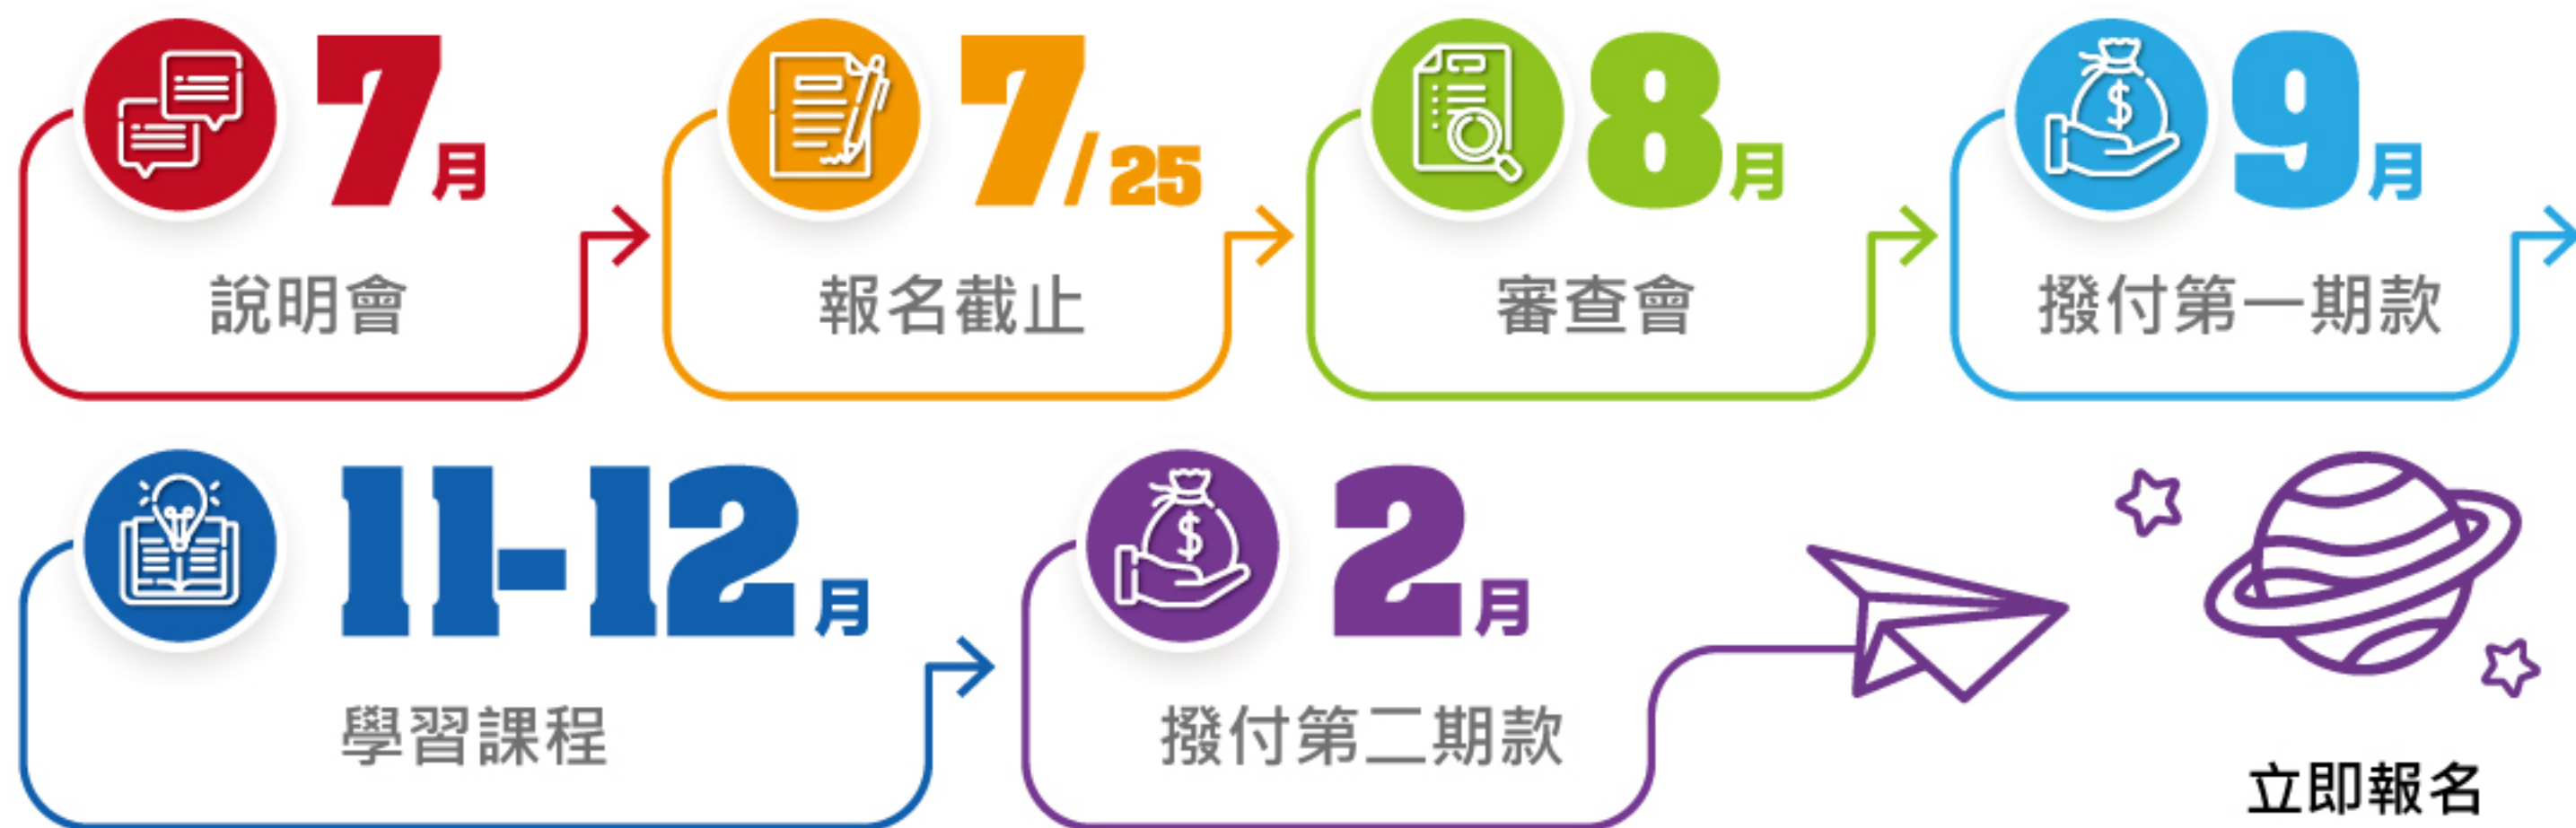 7月
說明會
7/25
報名截止
8月
審查會
9月
撥付第一期款
11-12月
學習課程
2月
撥付第二期款
立即報名